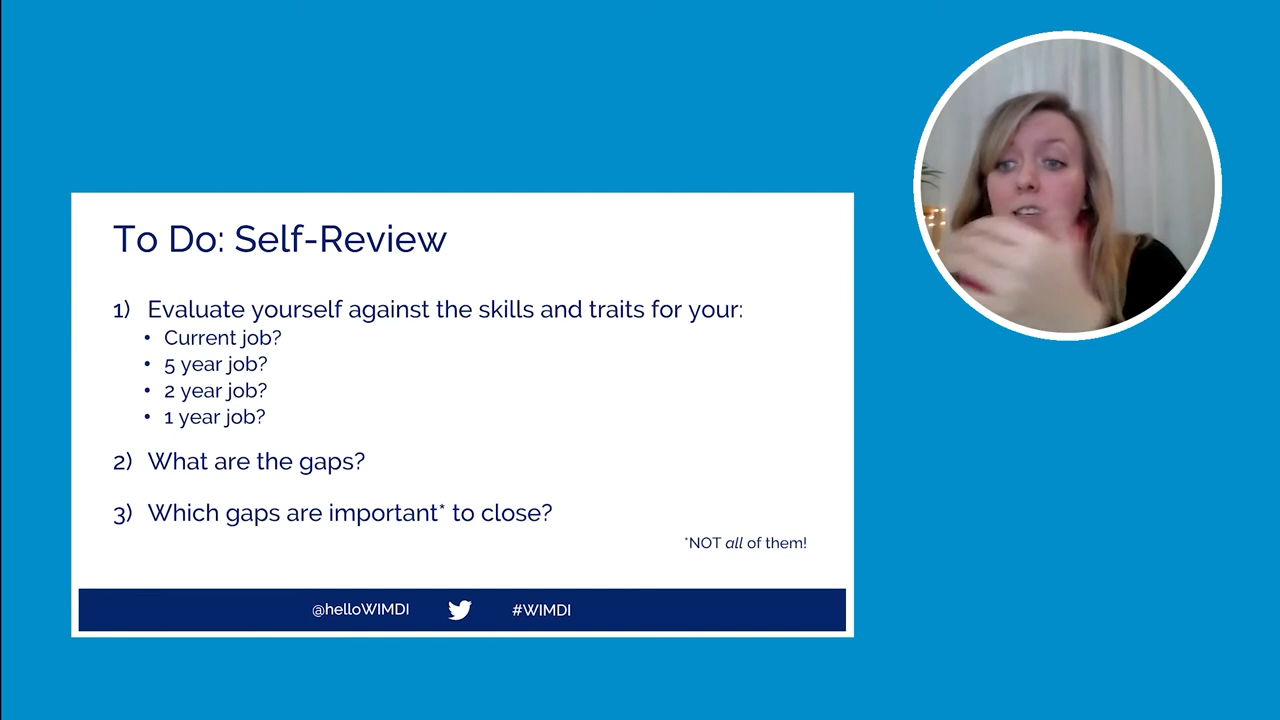 To Do: Self-Review
1) Evaluate yourself against the skills and traits for your:
• Current job?
• 5 year job?
• 2 year job?
• 1 year job?
2) What are the gaps?
3) Which gaps are important* to close?
*NOT all of them!
@helloWIMDI #WIMDI